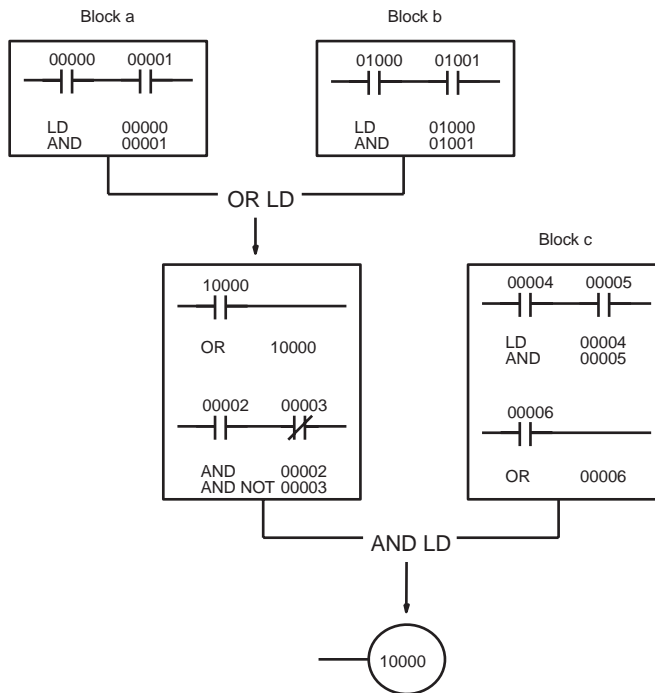 Block a
00000 00001
LD 00000
AND 00001
Block b
01000 01001
LD 01000
AND 01001
OR LD
10000
OR 10000
00002 00003
AND 00002
AND NOT 00003
Block c
00004 00005
LD 00004
AND 00005
00006
OR 00006
AND LD
10000